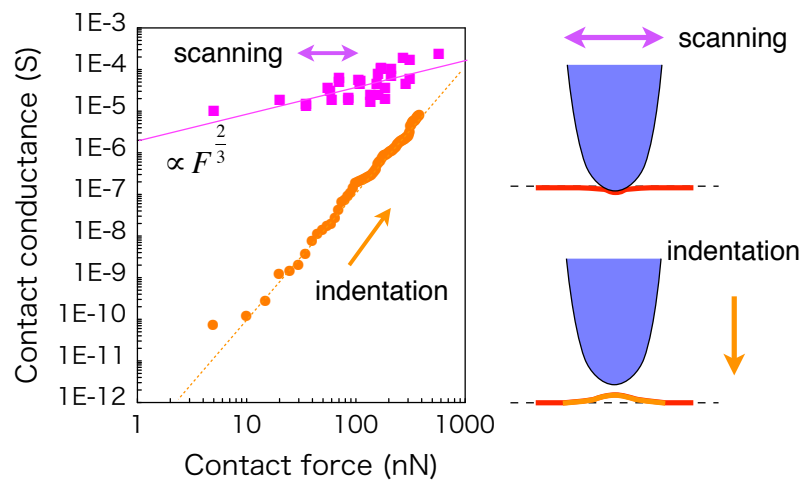 1E-3
1E-4
1E-5
1E-6
1E-7
1E-8
1E-9
1E-10
1E-11
1E-12
Contact conductance (S)
scanning
∝F^(2/3)
indentation
1
10
100
1000
Contact force (nN)
scanning
indentation